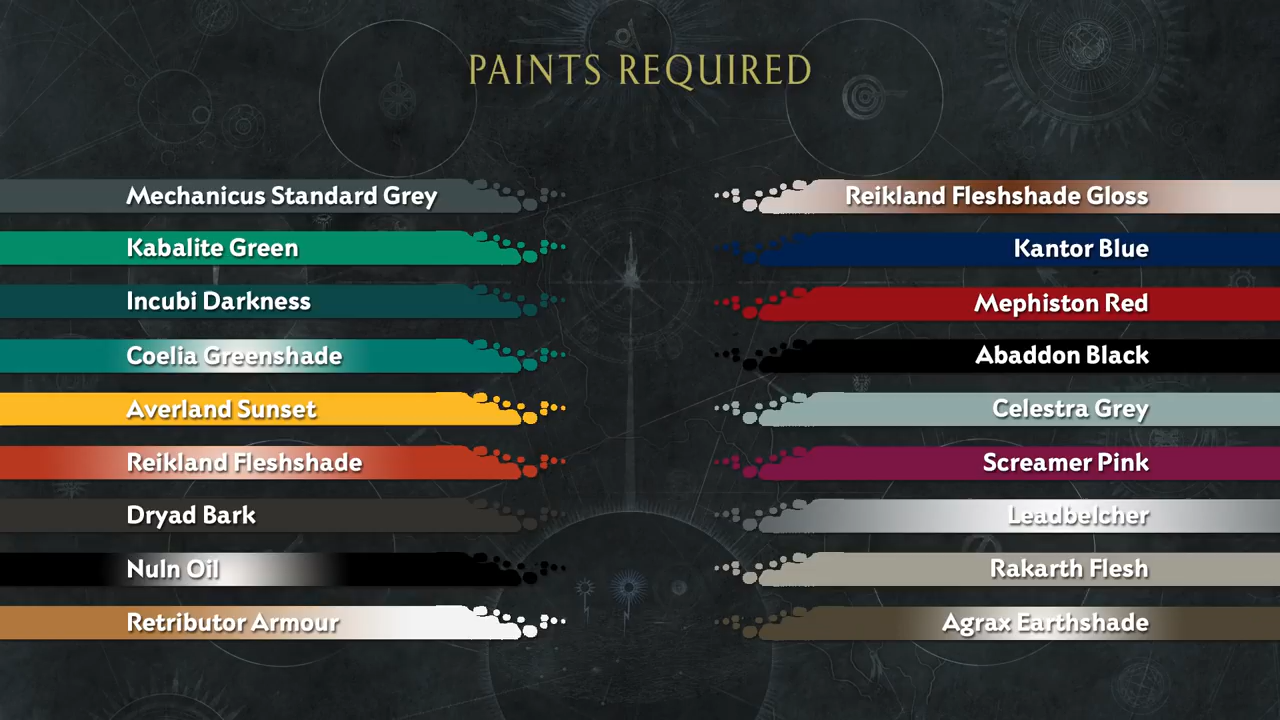 PAINTS REQUIRED
Mechanicus Standard Grey
Kabalite Green
Incubi Darkness
Coelia Greenshade
Averland Sunset
Reikland Fleshshade
Dryad Bark
Nuln Oil
Retributor Armour
Reikland Fleshshade Gloss
Kantor Blue
Mephiston Red
Abaddon Black
Celestra Grey
Screamer Pink
Leadbelcher
Rakarth Flesh
Agrax Earthshade